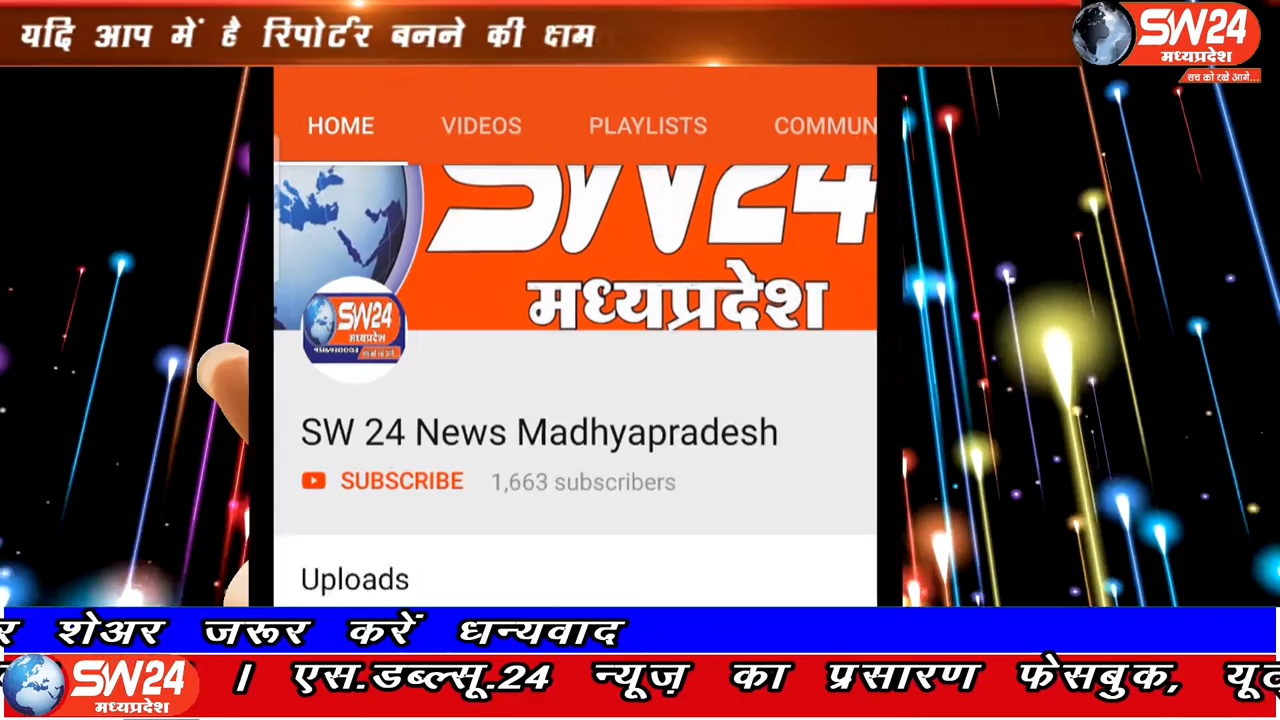 यदि आप में है रिपोर्टर बनने की क्षम
SW24
मध्यप्रदेश
सच को रखे आगे...
HOME VIDEOS PLAYLISTS COMMUN
SW24
मध्यप्रदेश
SW24
मध्यप्रदेश
SW 24 News Madhyapradesh
SUBSCRIBE 1,663 subscribers
Uploads
र शेअर जरूर करें धन्यवाद
। एस.डब्ल्सू.24 न्यूज़ का प्रसारण फेसबुक, यूट
SW24
मध्यप्रदेश